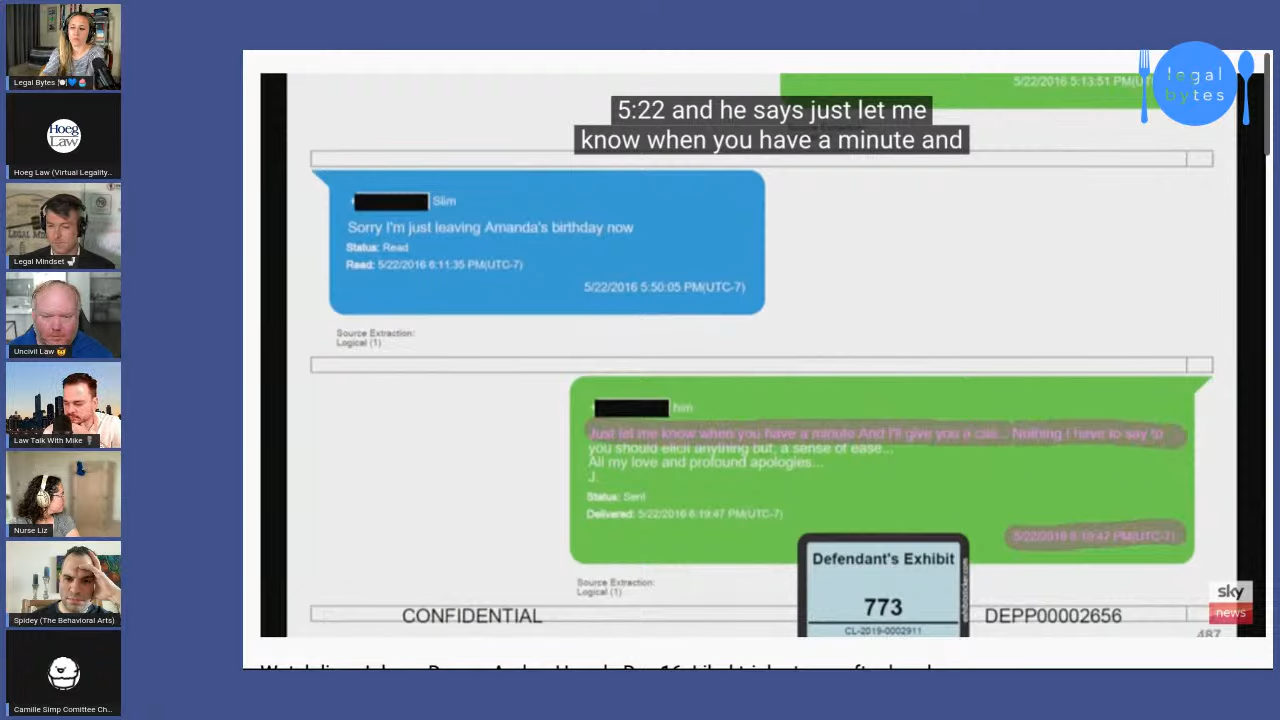 Legal Bytes
Hoeg
Law
Hoeg Law (Virtual Legality...
Legal Mindset
Uncivil Law
Law Talk With Mike
Nurse Liz
Spidey (The Behavioral Arts)
Camille Simp Comittee Ch...
legal
bytes
5/22/2016 5:13:51 PM(UT
5:22 and he says just let me
know when you have a minute and
Slim
Sorry I'm just leaving Amanda's birthday now
Status: Read
Read: 5/22/2016 6:11:35 PM(UTC-7)
5/22/2016 5:50:05 PM(UTC-7)
Source Extraction:
Logical (1)
him
Just let me know when you have a minute And I'll give you a call... Nothing I have to say to
you should elicit anything but, a sense of ease...
All my love and profound apologies...
J.
Status: Sent
Delivered: 5/22/2016 6:19:47 PM(UTC-7)
5/22/2016 6:19:47 PM(UTC-7)
Source Extraction:
Logical (1)
Defendant's Exhibit
773
CL-2019-0002911
CONFIDENTIAL
DEPP00002656
487
sky
news